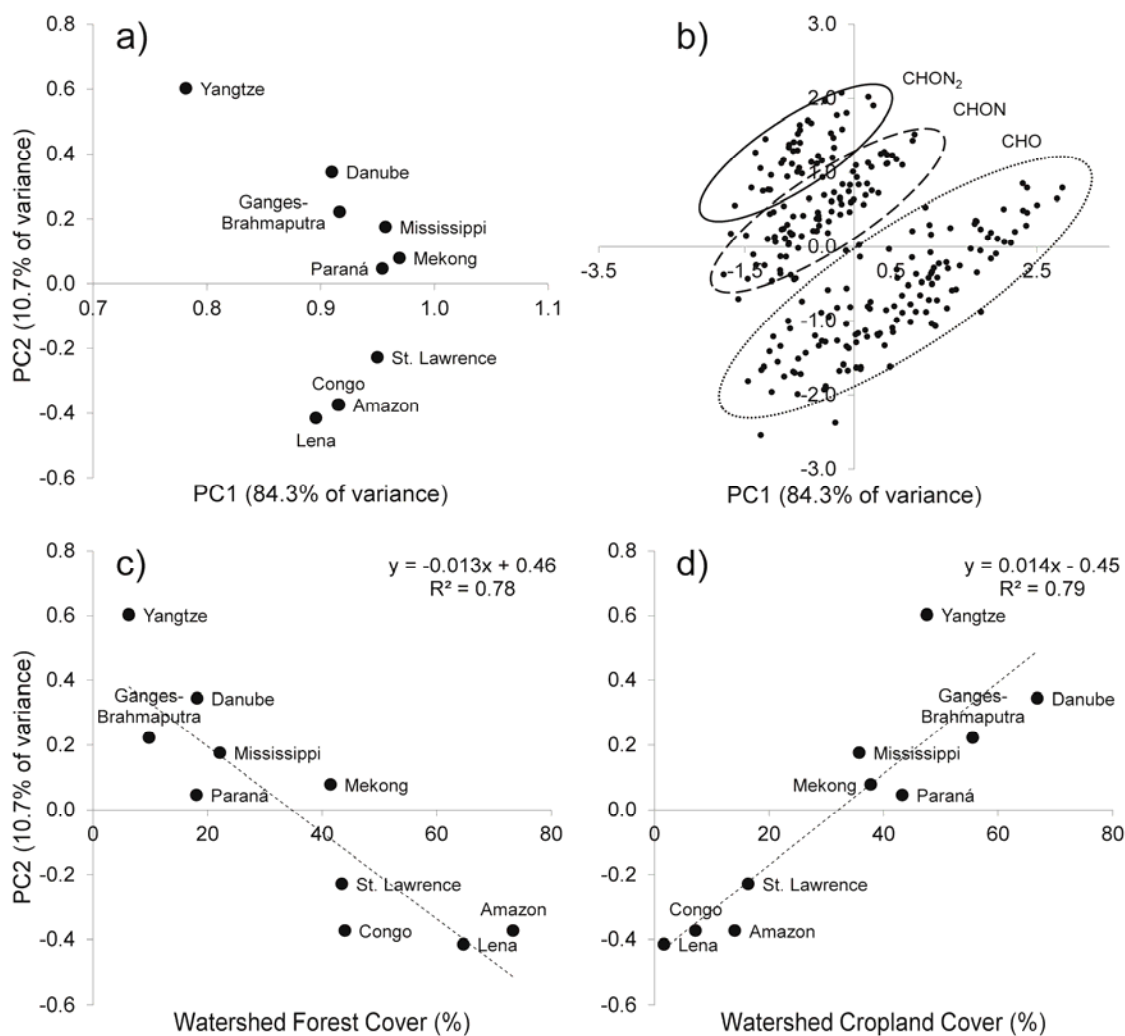 a)
0.8
0.6
0.4
0.2
0.0
-0.2
-0.4
-0.6
0.7
0.8
0.9
1.0
1.1
Yangtze
Danube
Ganges-
Brahmaputra
Mississippi
Mekong
Paraná
St. Lawrence
Congo
Amazon
Lena
PC2 (10.7% of variance)
PC1 (84.3% of variance)
b)
3.0
2.0
1.0
0.0
-1.0
-2.0
-3.0
-3.5
-1.5
0.5
2.5
CHON₂
CHON
CHO
PC1 (84.3% of variance)
c)
y = -0.013x + 0.46
R² = 0.78
0.8
0.6
0.4
0.2
0.0
-0.2
-0.4
-0.6
0
20
40
60
80
Yangtze
Ganges-
Brahmaputra
Danube
Mississippi
Mekong
Paraná
St. Lawrence
Amazon
Congo
Lena
PC2 (10.7% of variance)
Watershed Forest Cover (%)
d)
y = 0.014x - 0.45
R² = 0.79
0.8
0.6
0.4
0.2
0.0
-0.2
-0.4
-0.6
0
20
40
60
80
Yangtze
Ganges-
Brahmaputra
Danube
Mississippi
Mekong
Paraná
St. Lawrence
Congo
Amazon
Lena
Watershed Cropland Cover (%)